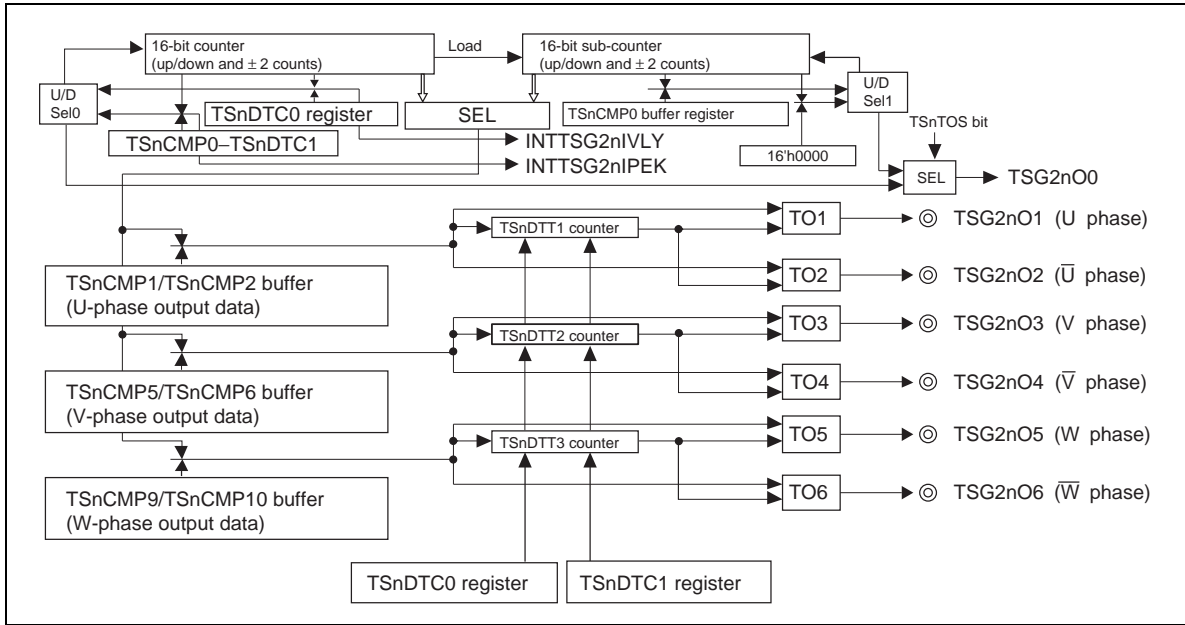 16-bit counter
(up/down and ± 2 counts)
Load
16-bit sub-counter
(up/down and ± 2 counts)
U/D
Sel0
U/D
Sel1
TSnDTC0 register
SEL
TSnCMP0 buffer register
TSnTOS bit
TSnCMP0–TSnDTC1
INTTSG2nIVLY
INTTSG2nIPEK
16'h0000
SEL
TSG2nO0
TSnDTT1 counter
TO1
TSG2nO1 (U phase)
TSnCMP1/TSnCMP2 buffer
(U-phase output data)
TO2
TSG2nO2 (U̅ phase)
TSnDTT2 counter
TO3
TSG2nO3 (V phase)
TSnCMP5/TSnCMP6 buffer
(V-phase output data)
TO4
TSG2nO4 (V̅ phase)
TSnDTT3 counter
TO5
TSG2nO5 (W phase)
TSnCMP9/TSnCMP10 buffer
(W-phase output data)
TO6
TSG2nO6 (W̅ phase)
TSnDTC0 register
TSnDTC1 register